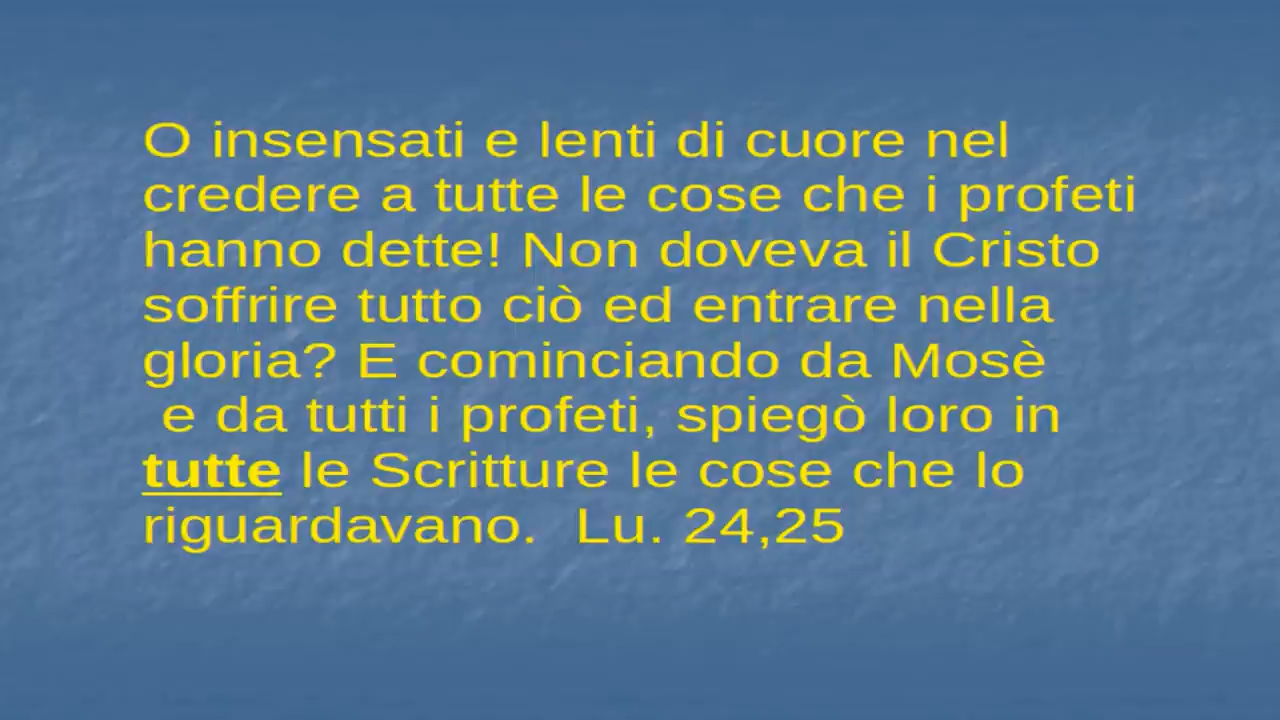 O insensati e lenti di cuore nel
credere a tutte le cose che i profeti
hanno dette! Non doveva il Cristo
soffrire tutto ciò ed entrare nella
gloria? E cominciando da Mosè
e da tutti i profeti, spiegò loro in
tutte le Scritture le cose che lo
riguardavano.  Lu. 24,25